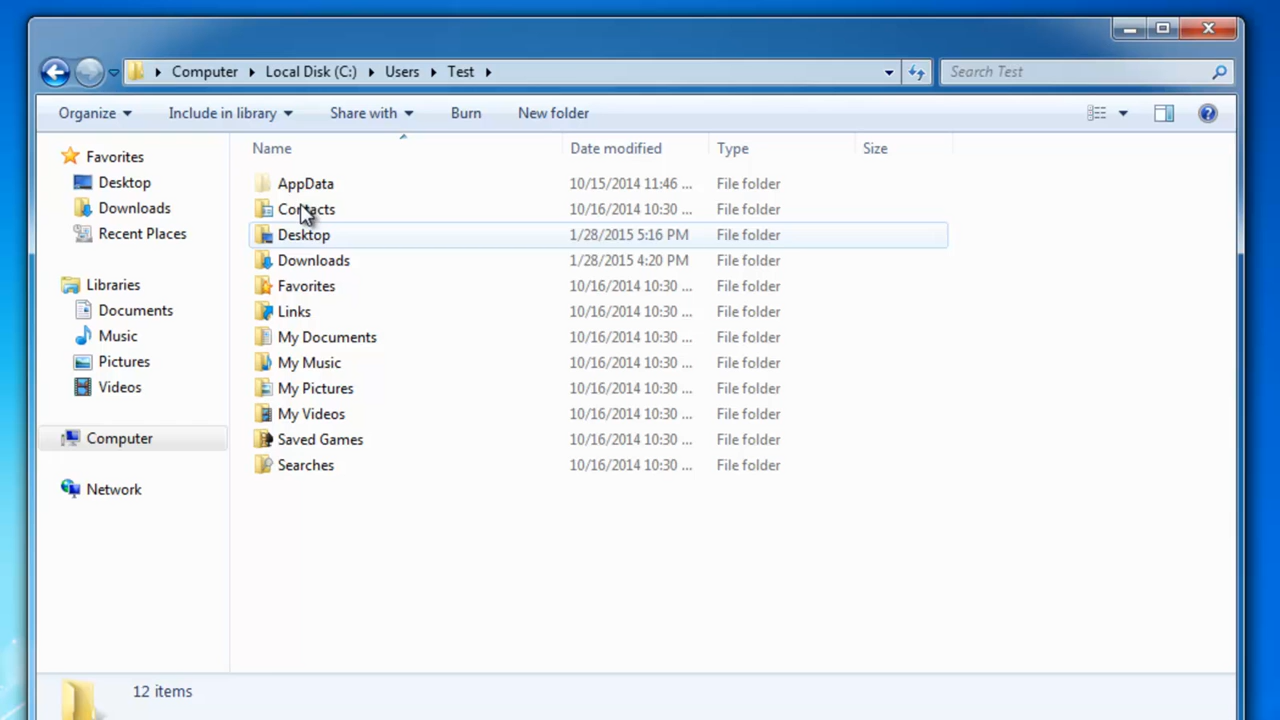 Computer Local Disk (C:) Users Test Search Test
Organize Include in library Share with Burn New folder
Favorites
Desktop
Downloads
Recent Places
Libraries
Documents
Music
Pictures
Videos
Computer
Network
Name Date modified Type Size
AppData 10/15/2014 11:46 ... File folder
Contacts 10/16/2014 10:30 ... File folder
Desktop 1/28/2015 5:16 PM File folder
Downloads 1/28/2015 4:20 PM File folder
Favorites 10/16/2014 10:30 ... File folder
Links 10/16/2014 10:30 ... File folder
My Documents 10/16/2014 10:30 ... File folder
My Music 10/16/2014 10:30 ... File folder
My Pictures 10/16/2014 10:30 ... File folder
My Videos 10/16/2014 10:30 ... File folder
Saved Games 10/16/2014 10:30 ... File folder
Searches 10/16/2014 10:30 ... File folder
12 items